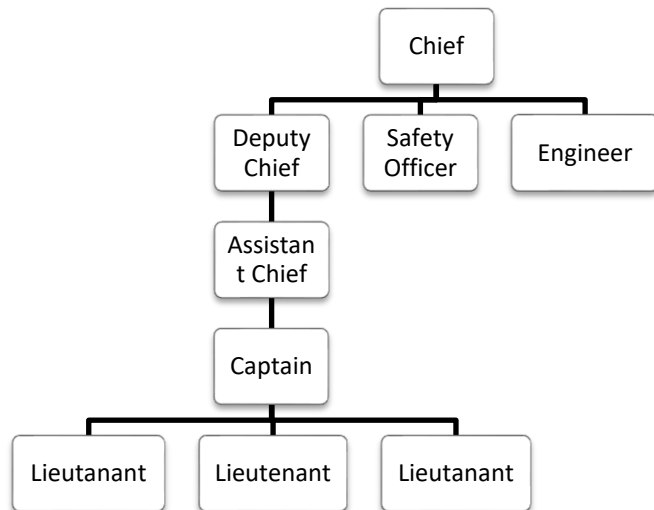 Chief
Deputy
Chief
Safety
Officer
Engineer
Assistan
t Chief
Captain
Lieutanant
Lieutenant
Lieutanant